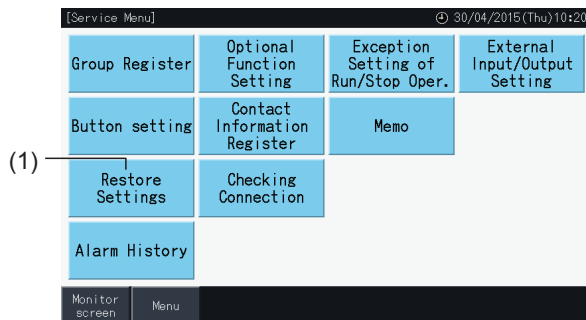 [Service Menu] 30/04/2015(Thu)10:20
Group Register
Optional
Function
Setting
Exception
Setting of
Run/Stop Oper.
External
Input/Output
Setting
Button setting
Contact
Information
Register
Memo
(1)
Restore
Settings
Checking
Connection
Alarm History
Monitor
screen
Menu